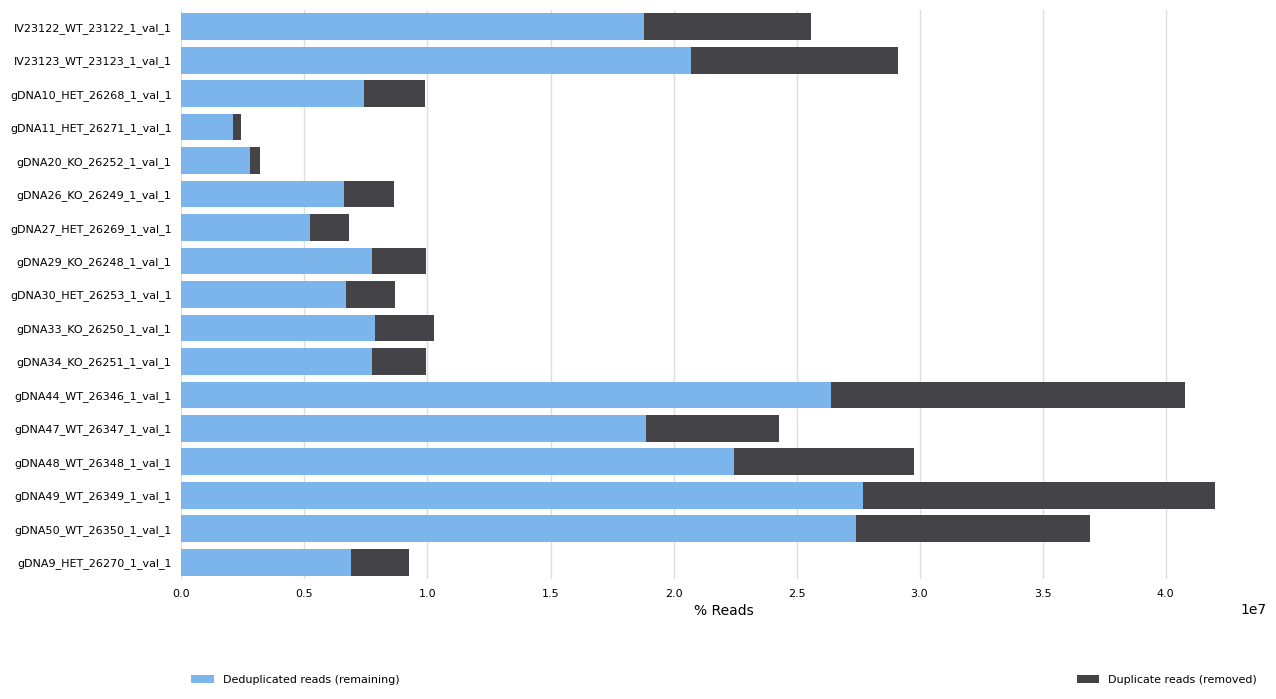 IV23122_WT_23122_1_val_1
IV23123_WT_23123_1_val_1
gDNA10_HET_26268_1_val_1
gDNA11_HET_26271_1_val_1
gDNA20_KO_26252_1_val_1
gDNA26_KO_26249_1_val_1
gDNA27_HET_26269_1_val_1
gDNA29_KO_26248_1_val_1
gDNA30_HET_26253_1_val_1
gDNA33_KO_26250_1_val_1
gDNA34_KO_26251_1_val_1
gDNA44_WT_26346_1_val_1
gDNA47_WT_26347_1_val_1
gDNA48_WT_26348_1_val_1
gDNA49_WT_26349_1_val_1
gDNA50_WT_26350_1_val_1
gDNA9_HET_26270_1_val_1
0.0 0.5 1.0 1.5 2.0 2.5 3.0 3.5 4.0
% Reads
1e7
Deduplicated reads (remaining) Duplicate reads (removed)